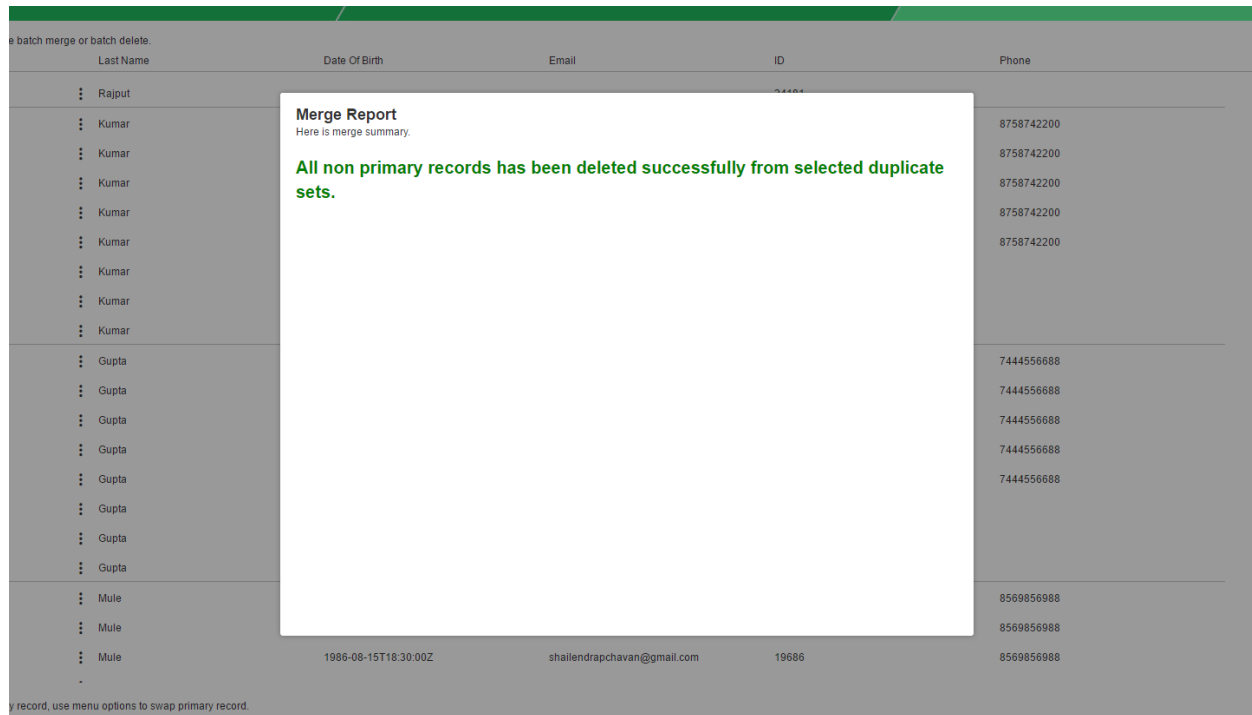 e batch merge or batch delete.
Last Name Date Of Birth Email ID Phone
Rajput
Merge Report
Here is merge summary.
All non primary records has been deleted successfully from selected duplicate
sets.
Kumar 8758742200
Kumar 8758742200
Kumar 8758742200
Kumar 8758742200
Kumar 8758742200
Kumar
Kumar
Kumar
Gupta 7444556688
Gupta 7444556688
Gupta 7444556688
Gupta 7444556688
Gupta 7444556688
Gupta
Gupta
Gupta
Mule 8569856988
Mule 8569856988
Mule 1986-08-15T18:30:00Z shailendrapchavan@gmail.com 19686 8569856988
y record, use menu options to swap primary record.